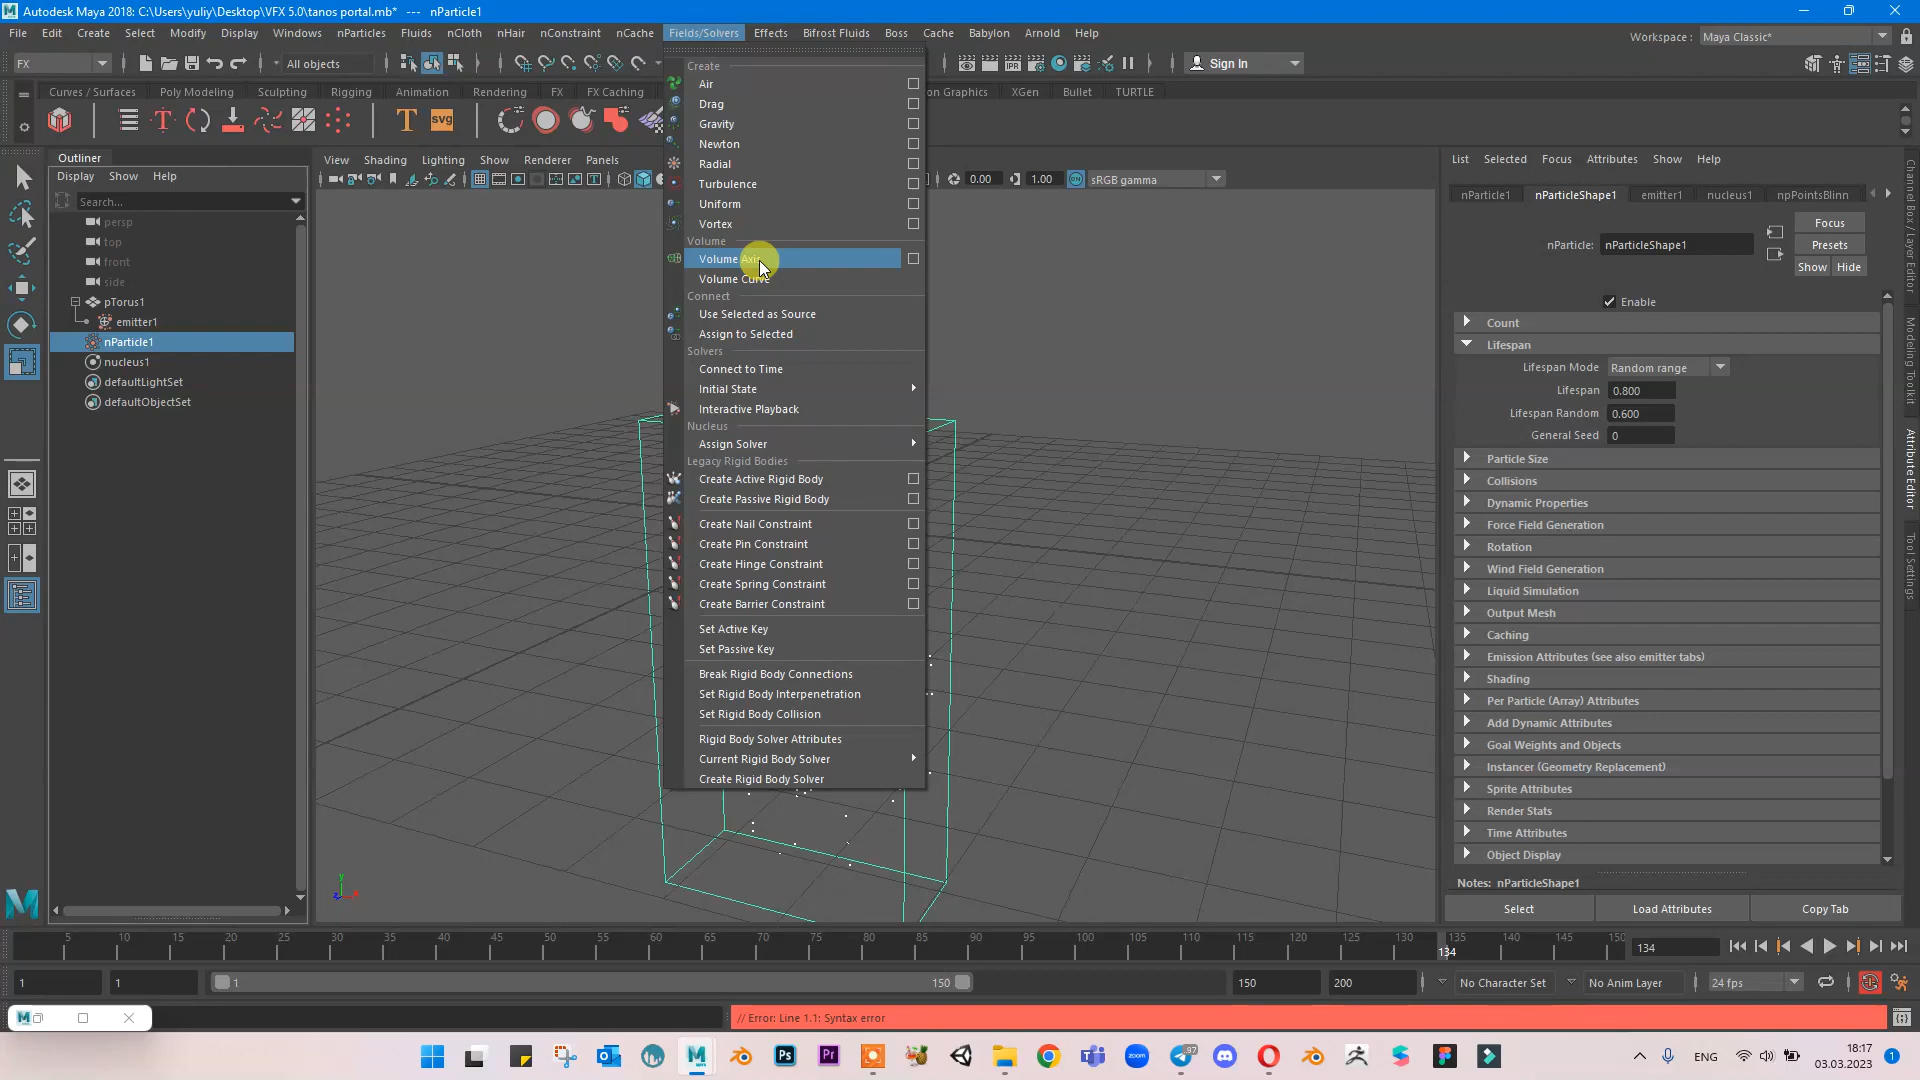 Autodesk Maya 2018: C:\Users\yuliy\Desktop\VFX 5.0\tanos portal.mb*  ---  nParticle1
File Edit Create Select Modify Display Windows nParticles Fluids nCloth nHair nConstraint nCache Fields/Solvers Effects Bifrost Fluids Boss Cache Babylon Arnold Help
Workspace : Maya Classic*
FX
All objects
Sign In
Curves / Surfaces Poly Modeling Sculpting Rigging Animation Rendering FX FX Caching
on Graphics XGen Bullet TURTLE
Outliner
Display Show Help
Search...
persp
top
front
side
pTorus1
emitter1
nParticle1
nucleus1
defaultLightSet
defaultObjectSet
View Shading Lighting Show Renderer Panels
0.00 1.00 sRGB gamma
Create
Air
Drag
Gravity
Newton
Radial
Turbulence
Uniform
Vortex
Volume
Volume Axis
Volume Curve
Connect
Use Selected as Source
Assign to Selected
Solvers
Connect to Time
Initial State
Interactive Playback
Nucleus
Assign Solver
Legacy Rigid Bodies
Create Active Rigid Body
Create Passive Rigid Body
Create Nail Constraint
Create Pin Constraint
Create Hinge Constraint
Create Spring Constraint
Create Barrier Constraint
Set Active Key
Set Passive Key
Break Rigid Body Connections
Set Rigid Body Interpenetration
Set Rigid Body Collision
Rigid Body Solver Attributes
Current Rigid Body Solver
Create Rigid Body Solver
List Selected Focus Attributes Show Help
nParticle1 nParticleShape1 emitter1 nucleus1 npPointsBlinn
Focus
nParticle: nParticleShape1 Presets
Show Hide
Enable
Count
Lifespan
Lifespan Mode Random range
Lifespan 0.800
Lifespan Random 0.600
General Seed 0
Particle Size
Collisions
Dynamic Properties
Force Field Generation
Rotation
Wind Field Generation
Liquid Simulation
Output Mesh
Caching
Emission Attributes (see also emitter tabs)
Shading
Per Particle (Array) Attributes
Add Dynamic Attributes
Goal Weights and Objects
Instancer (Geometry Replacement)
Sprite Attributes
Render Stats
Time Attributes
Object Display
Notes: nParticleShape1
Select Load Attributes Copy Tab
Channel Box / Layer Editor
Modeling Toolkit
Attribute Editor
Tool Settings
5 10 15 20 25 30 35 40 45 50 55 60 65 70 75 80 85 90 95 100 105 110 115 120 125 130 135 140 145 150
134 134
1 1 1 150 150 200 No Character Set No Anim Layer 24 fps
// Error: Line 1.1: Syntax error
97 zoom ENG 18:17
03.03.2023 1